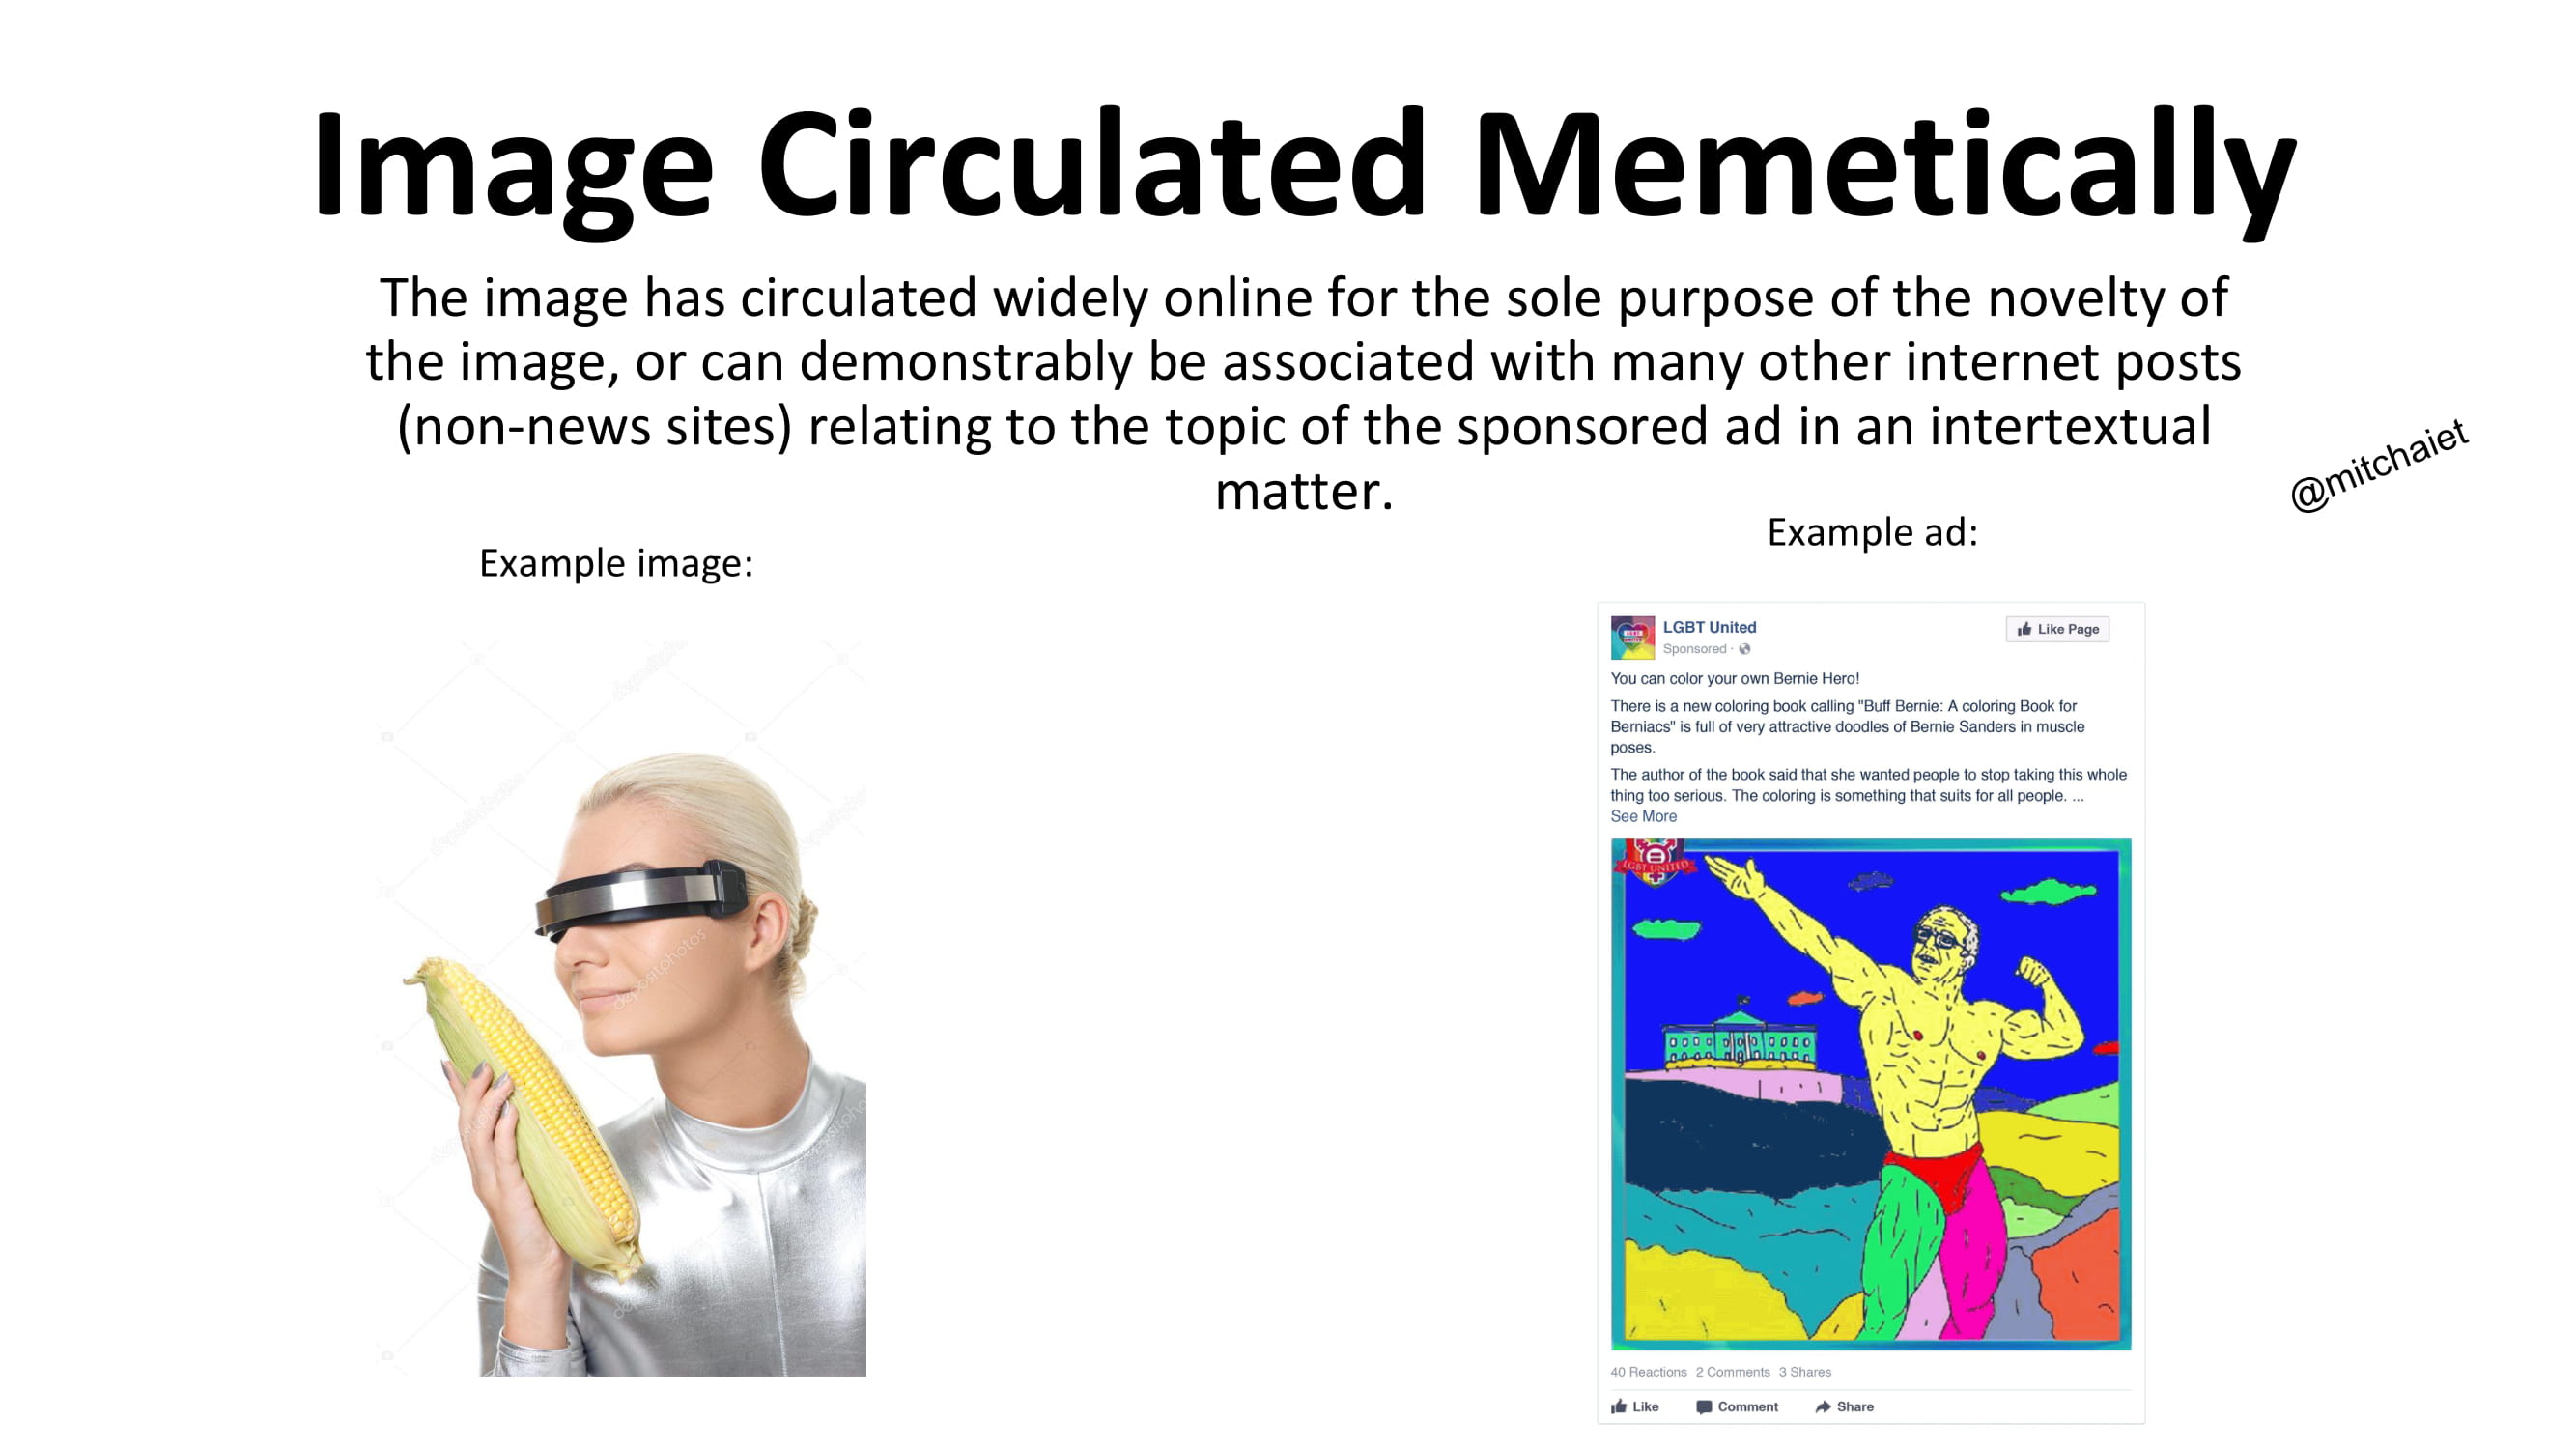 Image Circulated Memetically
The image has circulated widely online for the sole purpose of the novelty of
the image, or can demonstrably be associated with many other internet posts
(non-news sites) relating to the topic of the sponsored ad in an intertextual
matter.
@mitchaiet
Example image:
depositphotos
Example ad:
LGBT United
Like Page
Sponsored ·
You can color your own Bernie Hero!
There is a new coloring book calling "Buff Bernie: A coloring Book for
Berniacs" is full of very attractive doodles of Bernie Sanders in muscle
poses.
The author of the book said that she wanted people to stop taking this whole
thing too serious. The coloring is something that suits for all people. ...
See More
LGBT UNITED
40 Reactions 2 Comments 3 Shares
Like Comment Share